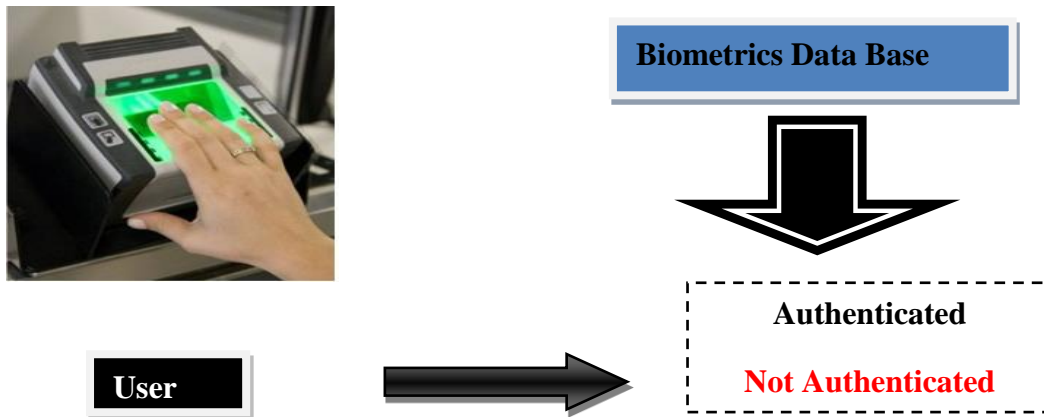 Biometrics Data Base
Authenticated
Not Authenticated
User